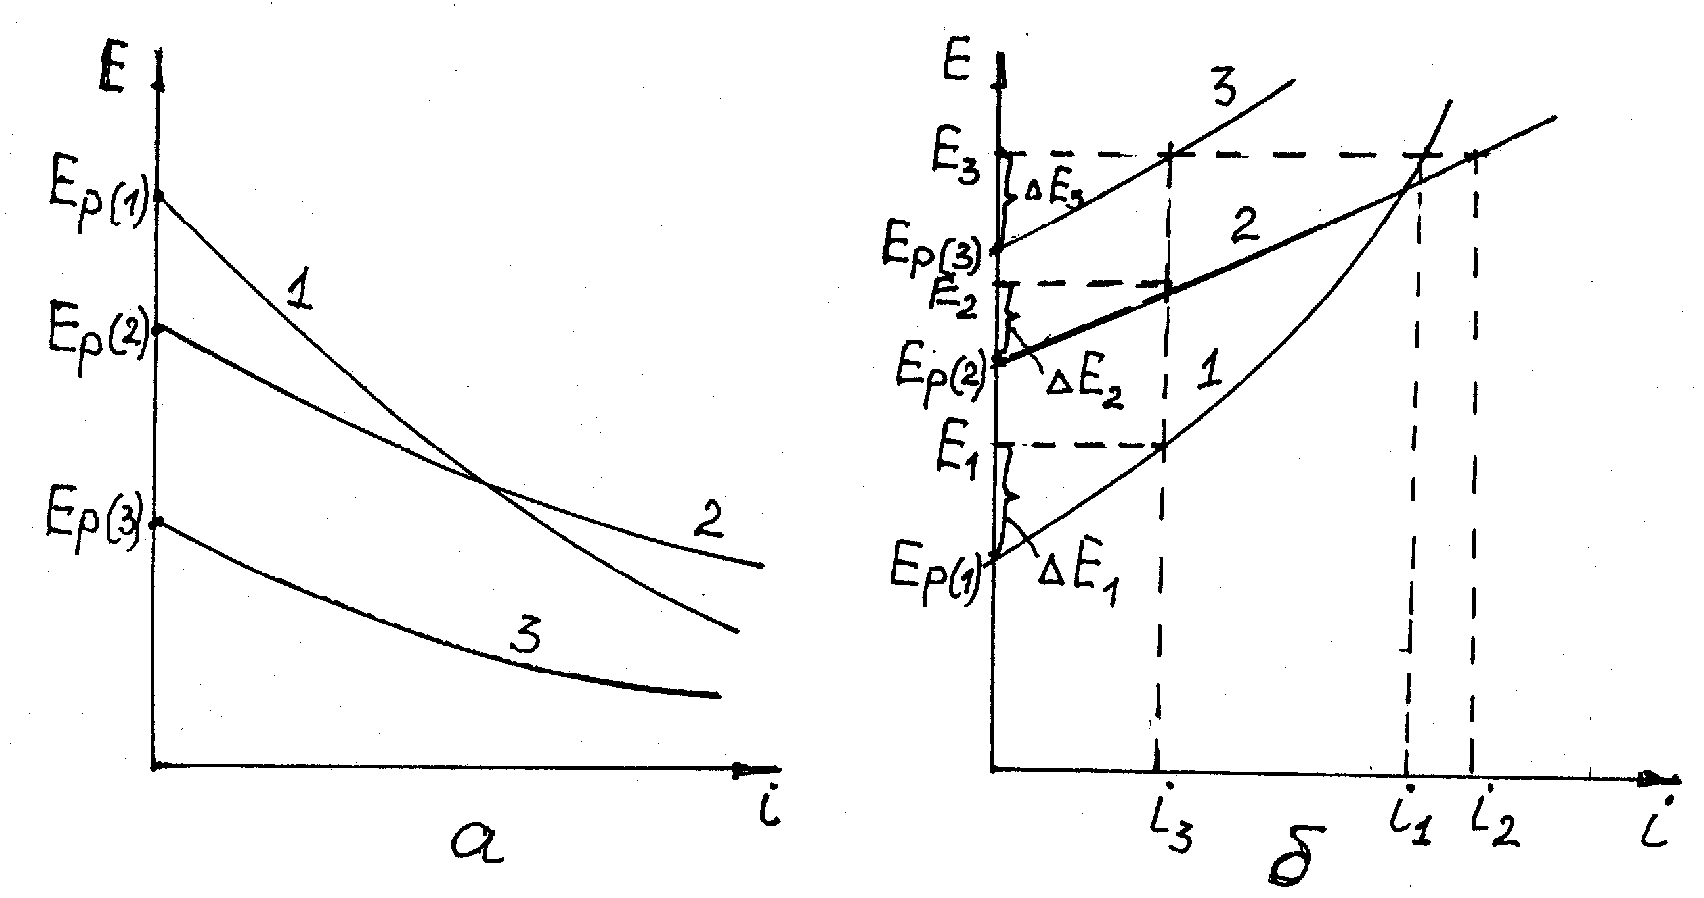 E
Ep(1)
1
Ep(2)
Ep(3)
2
3
i
а
E
3
E3
ΔE3
Ep(3)
2
E2
Ep(2)
ΔE2
1
E1
Ep(1)
ΔE1
i3
i1
i2
i
б